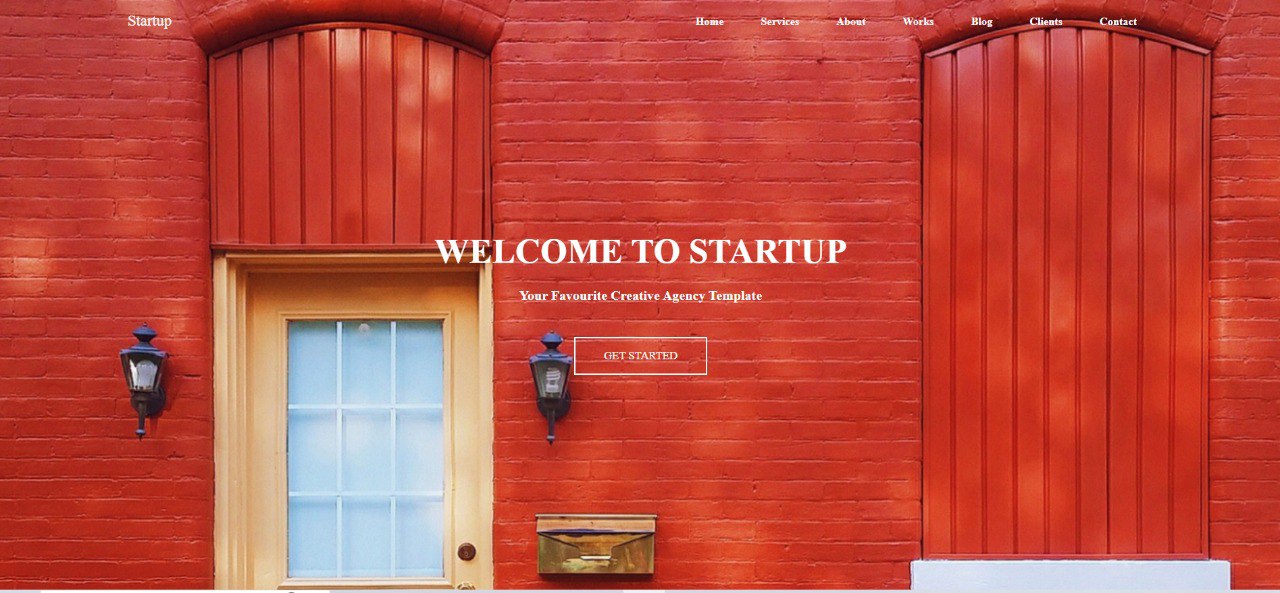 Startup
Home Services About Works Blog Clients Contact
WELCOME TO STARTUP
Your Favourite Creative Agency Template
GET STARTED